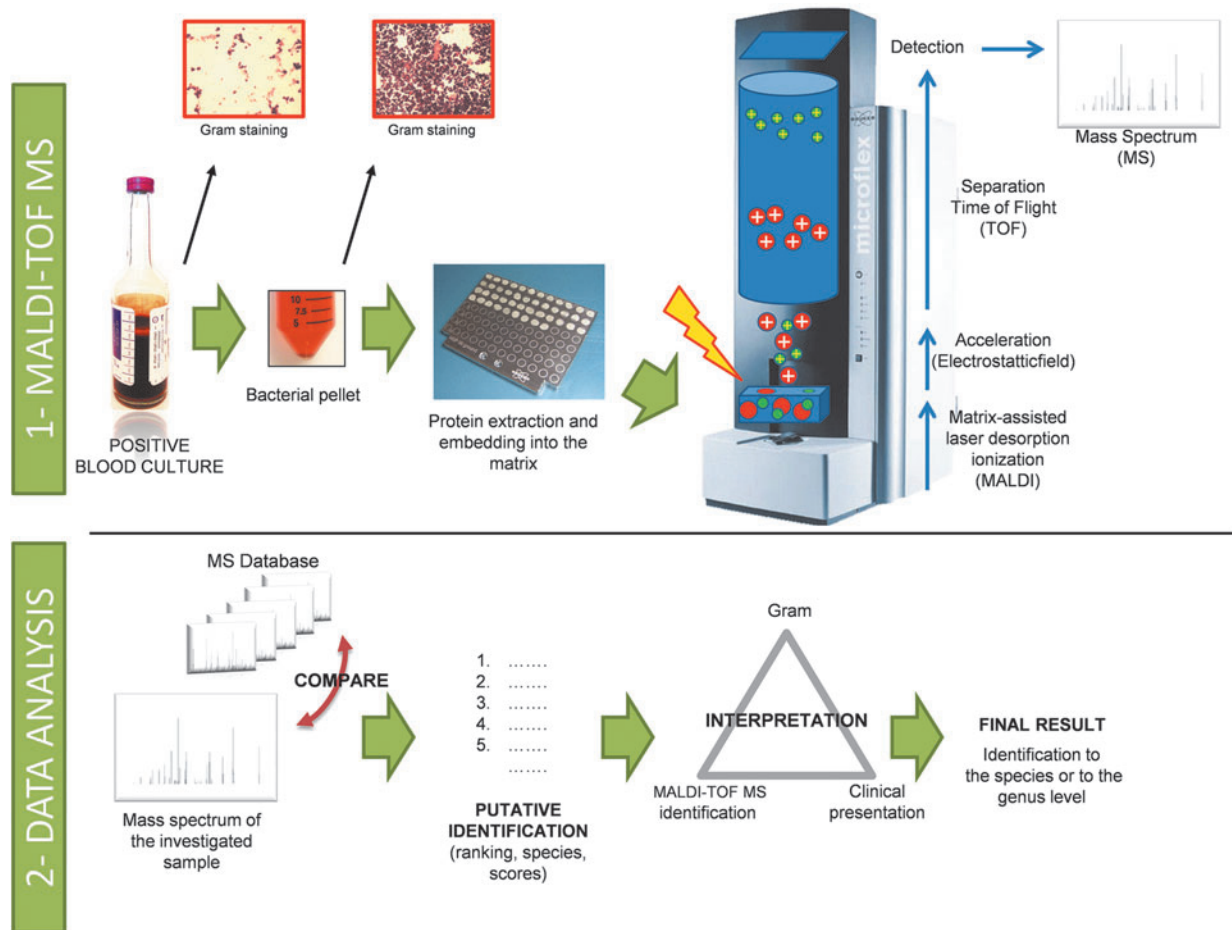 1- MALDI-TOF MS
Gram staining
Gram staining
POSITIVE
BLOOD CULTURE
10
7.5
5
Bacterial pellet
Protein extraction and
embedding into the
matrix
microflex
Detection
Mass Spectrum
(MS)
Separation
Time of Flight
(TOF)
Acceleration
(Electrostatticfield)
Matrix-assisted
laser desorption
ionization
(MALDI)
2- DATA ANALYSIS
MS Database
COMPARE
Mass spectrum of
the investigated
sample
1. …….
2. …….
3. …….
4. …….
5. …….
…….
PUTATIVE
IDENTIFICATION
(ranking, species,
scores)
Gram
INTERPRETATION
MALDI-TOF MS
identification
Clinical
presentation
FINAL RESULT
Identification to
the species or to the
genus level